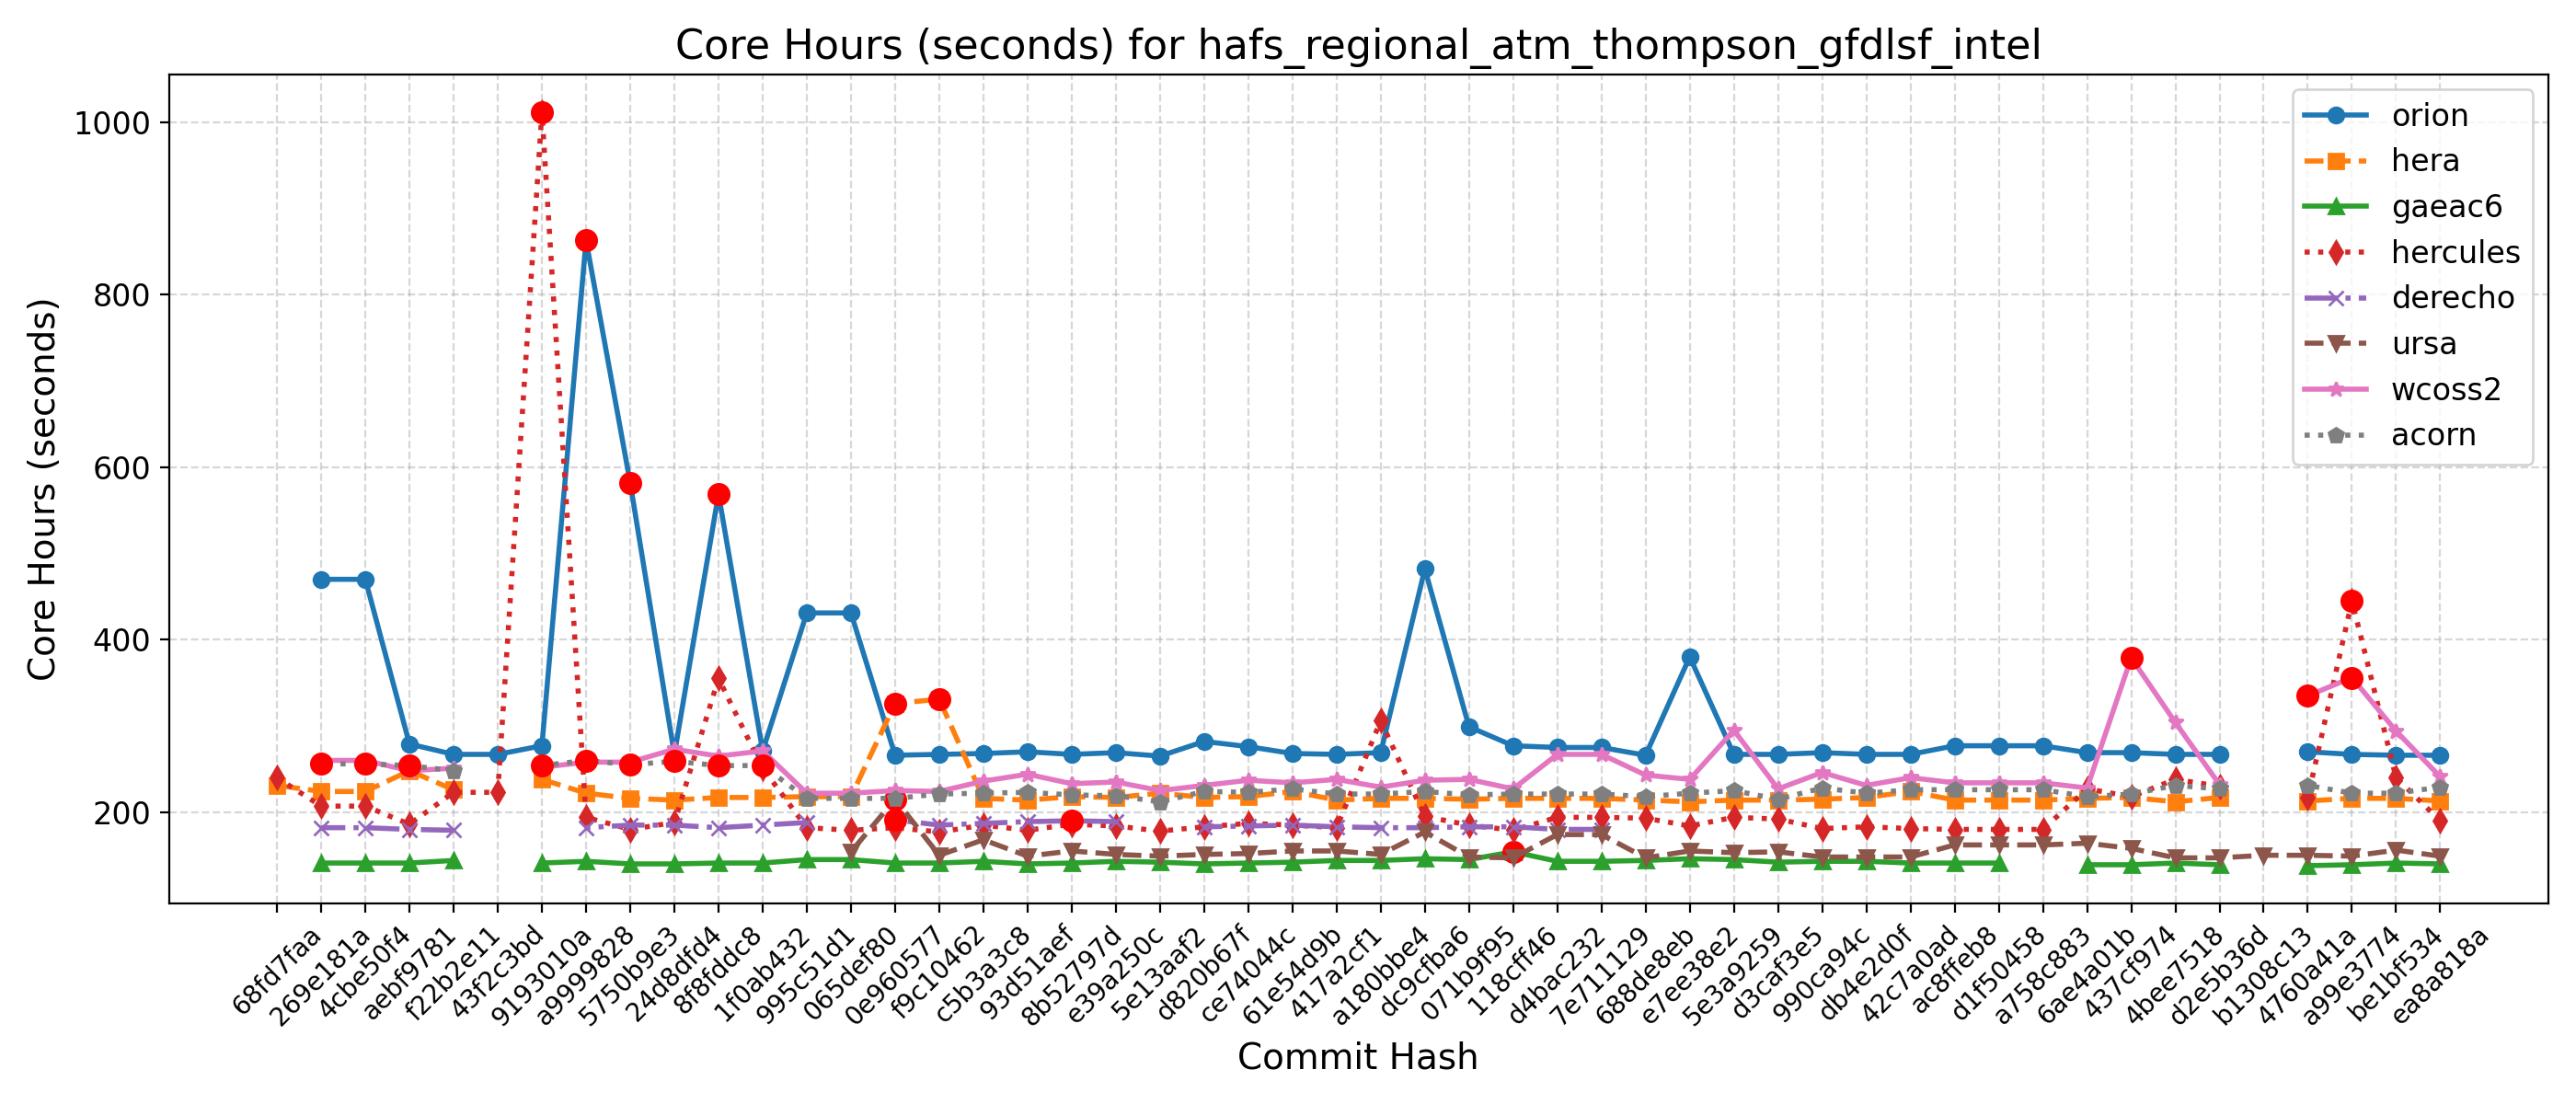 Core Hours (seconds) for hafs_regional_atm_thompson_gfdlsf_intel
Core Hours (seconds)
1000
800
600
400
200
orion
hera
gaeac6
hercules
derecho
ursa
wcoss2
acorn
68fd7faa
269e181a
4cbe50f4
aebf9781
f22b2e11
43f2c3bd
9193010a
a9999828
5750b9e3
24d8dfd4
8f8fddc8
1f0ab432
995c51d1
065def80
0e960577
f9c10462
c5b3a3c8
93d51aef
8b52797d
e39a250c
5e13aaf2
d820b67f
ce74044c
61e54d9b
417a2cf1
a180bbe4
dc9cfba6
071b9f95
118cff46
d4bac232
7e711129
688de8eb
e7ee38e2
5e3a9259
d3caf3e5
990ca94c
db4e2d0f
42c7a0ad
ac8ffeb8
d1f50458
a758c883
6ae4a01b
437cf974
4bee7518
d2e5b36d
b1308c13
4760a41a
a99e3774
be1bf534
ea8a818a
Commit Hash